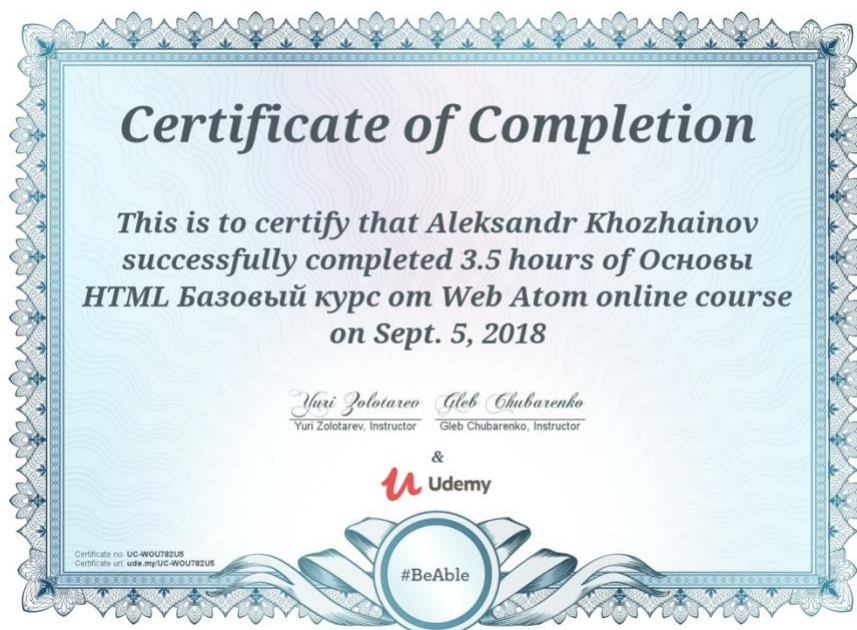 Certificate of Completion
This is to certify that Aleksandr Khozhainov
successfully completed 3.5 hours of Основы
HTML Базовый курс от Web Atom online course
on Sept. 5, 2018
Yuri Zolotarev Gleb Chubarenko
Yuri Zolotarev, Instructor Gleb Chubarenko, Instructor
&
Udemy
Certificate no: UC-WOU782U5
Certificate url: ude.my/UC-WOU782U5
#BeAble